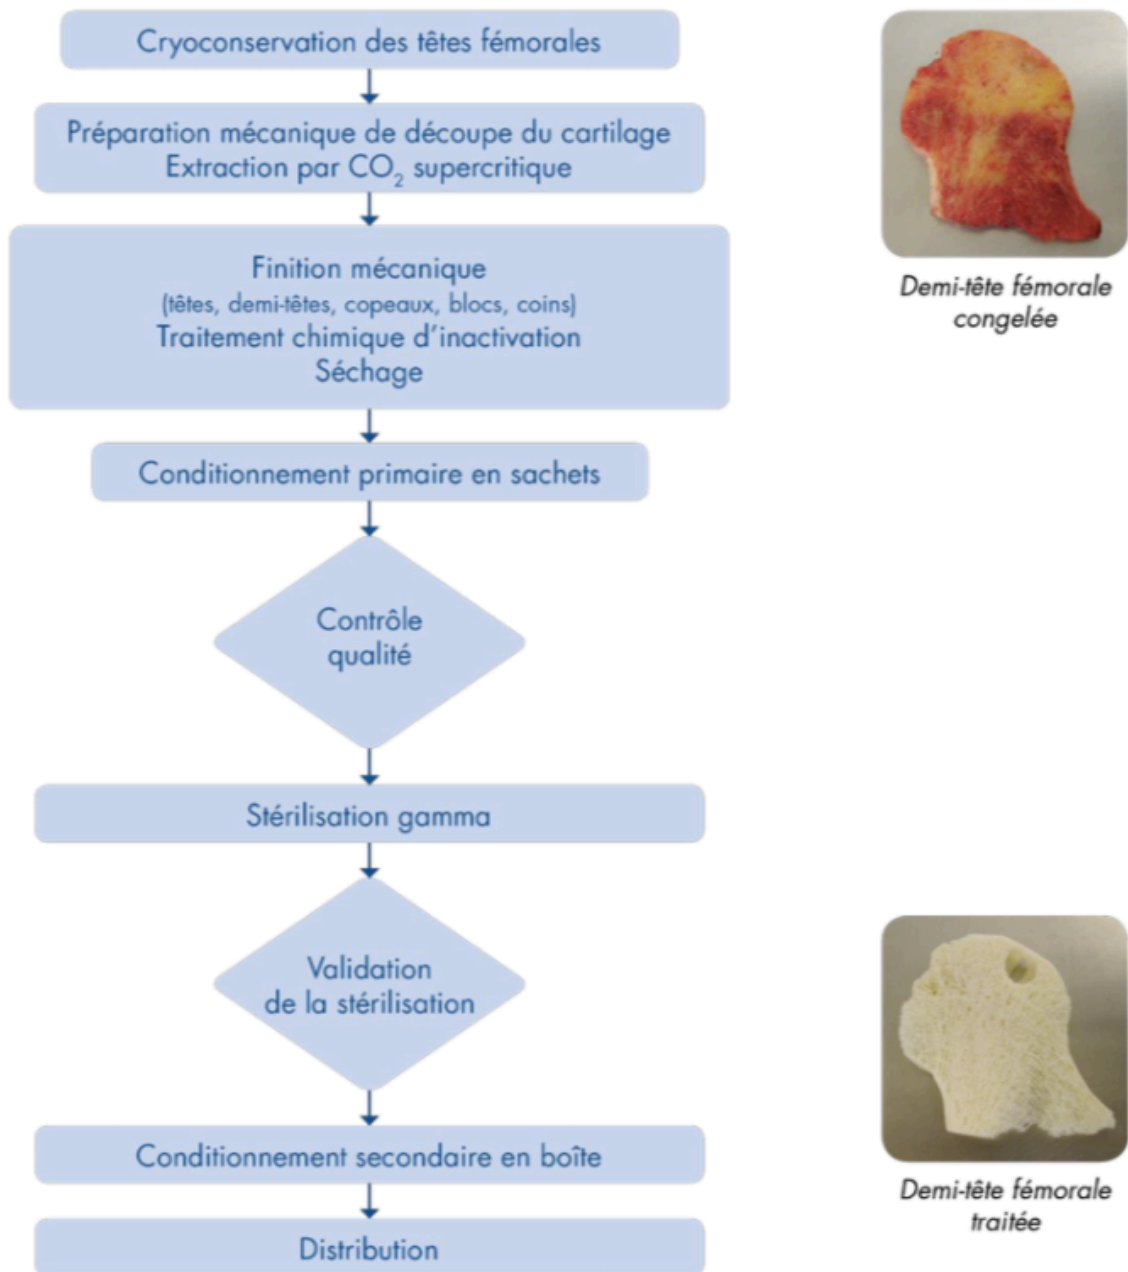 Cryoconservation des têtes fémorales
Préparation mécanique de découpe du cartilage
Extraction par CO₂ supercritique
Finition mécanique
(têtes, demi-têtes, copeaux, blocs, coins)
Traitement chimique d'inactivation
Séchage
Conditionnement primaire en sachets
Contrôle
qualité
Stérilisation gamma
Validation
de la stérilisation
Conditionnement secondaire en boîte
Distribution
Demi-tête fémorale
congelée
Demi-tête fémorale
traitée